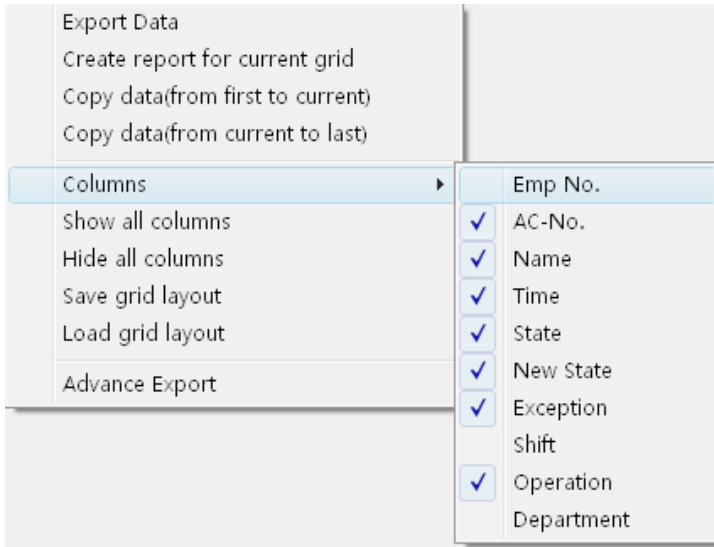 Export Data
Create report for current grid
Copy data(from first to current)
Copy data(from current to last)
Columns
Show all columns
Hide all columns
Save grid layout
Load grid layout
Advance Export
Emp No.
AC-No.
Name
Time
State
New State
Exception
Shift
Operation
Department